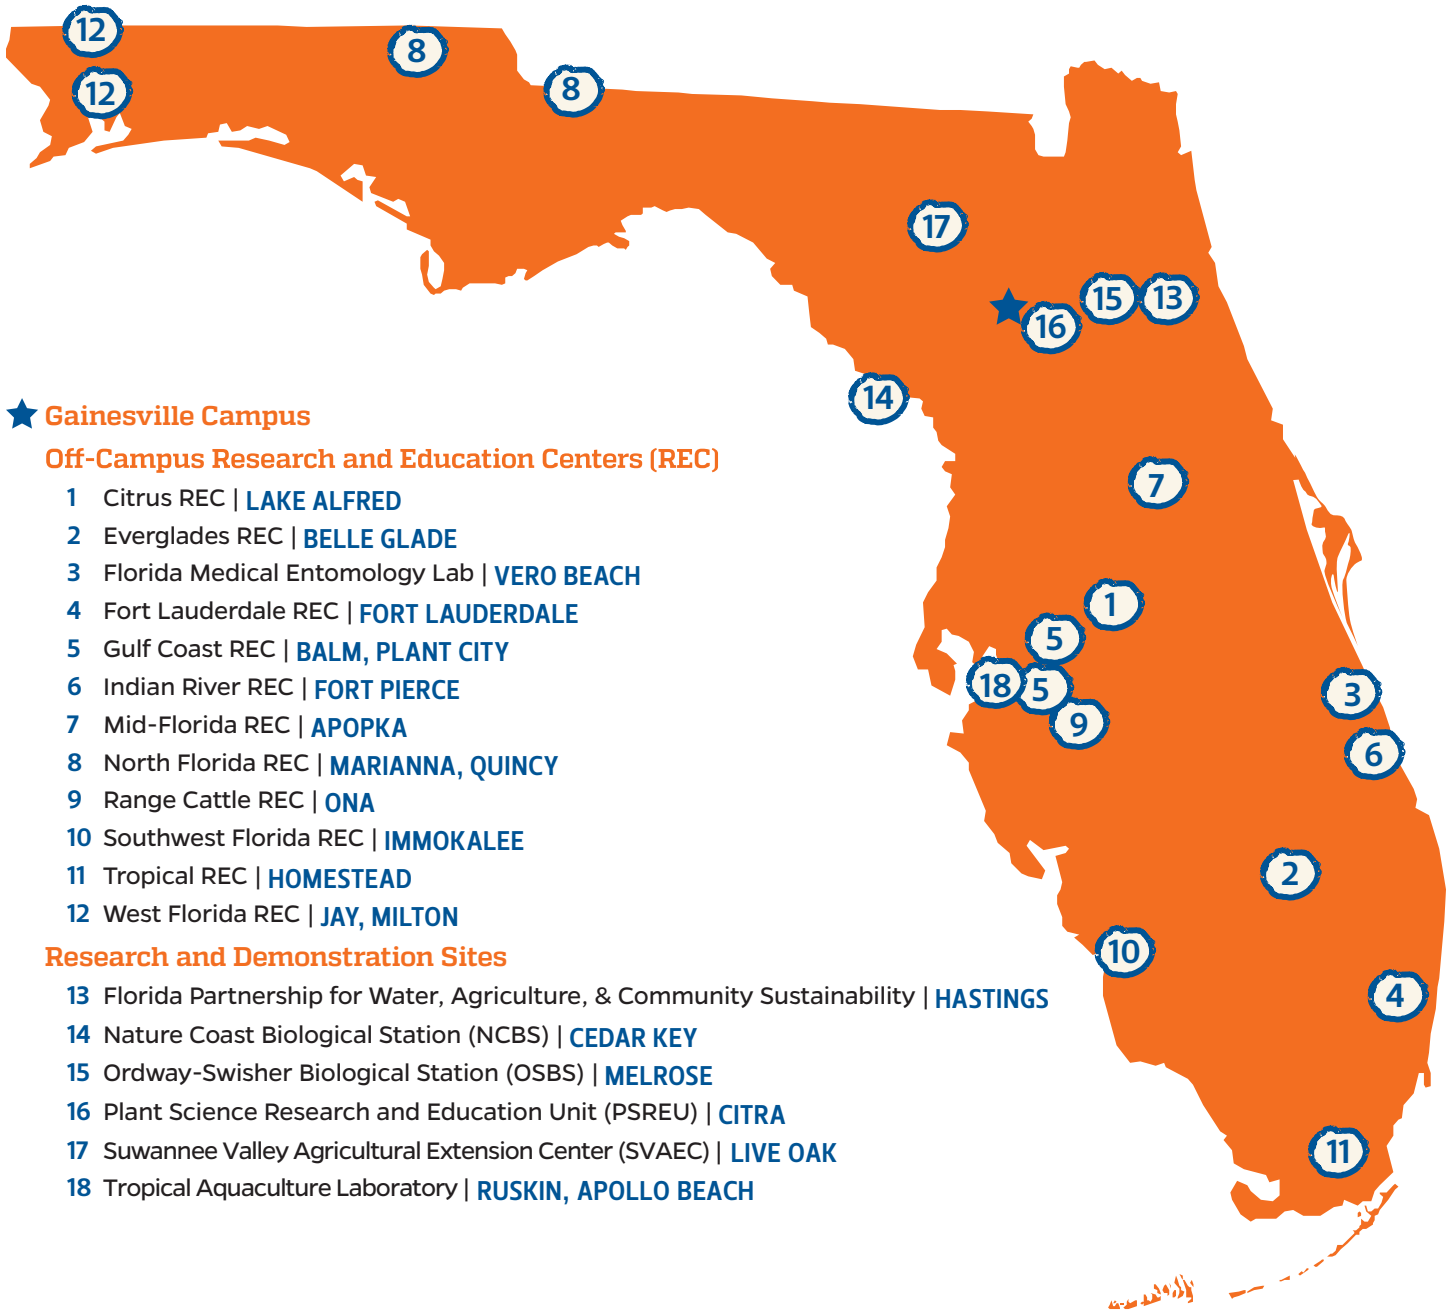 12
8
12
8
17
15
13
16
14
7
1
5
18
5
3
9
6
2
10
4
11
Gainesville Campus
Off-Campus Research and Education Centers (REC)
1 Citrus REC | LAKE ALFRED
2 Everglades REC | BELLE GLADE
3 Florida Medical Entomology Lab | VERO BEACH
4 Fort Lauderdale REC | FORT LAUDERDALE
5 Gulf Coast REC | BALM, PLANT CITY
6 Indian River REC | FORT PIERCE
7 Mid-Florida REC | APOPKA
8 North Florida REC | MARIANNA, QUINCY
9 Range Cattle REC | ONA
10 Southwest Florida REC | IMMOKALEE
11 Tropical REC | HOMESTEAD
12 West Florida REC | JAY, MILTON
Research and Demonstration Sites
13 Florida Partnership for Water, Agriculture, & Community Sustainability | HASTINGS
14 Nature Coast Biological Station (NCBS) | CEDAR KEY
15 Ordway-Swisher Biological Station (OSBS) | MELROSE
16 Plant Science Research and Education Unit (PSREU) | CITRA
17 Suwannee Valley Agricultural Extension Center (SVAEC) | LIVE OAK
18 Tropical Aquaculture Laboratory | RUSKIN, APOLLO BEACH